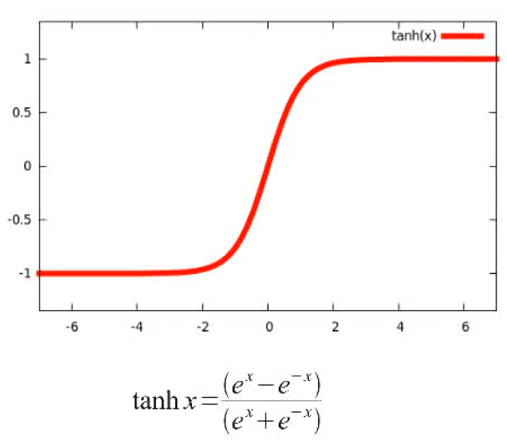 tanh(x)
1
0.5
0
-0.5
-1
-6 -4 -2 0 2 4 6
tanh x = (e^x − e^−x) / (e^x + e^−x)